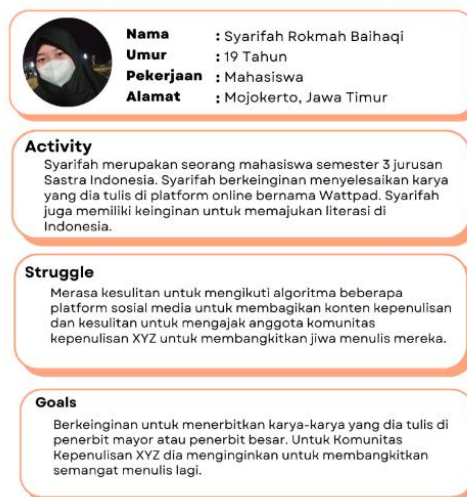 Nama : Syarifah Rokmah Baihaqi
Umur : 19 Tahun
Pekerjaan : Mahasiswa
Alamat : Mojokerto, Jawa Timur
Activity
Syarifah merupakan seorang mahasiswa semester 3 jurusan
Sastra Indonesia. Syarifah berkeinginan menyelesaikan karya
yang dia tulis di platform online bernama Wattpad. Syarifah
juga memiliki keinginan untuk memajukan literasi di
Indonesia.
Struggle
Merasa kesulitan untuk mengikuti algoritma beberapa
platform sosial media untuk membagikan konten kepenulisan
dan kesulitan untuk mengajak anggota komunitas
kepenulisan XYZ untuk membangkitkan jiwa menulis mereka.
Goals
Berkeinginan untuk menerbitkan karya-karya yang dia tulis di
penerbit mayor atau penerbit besar. Untuk Komunitas
Kepenulisan XYZ dia menginginkan untuk membangkitkan
semangat menulis lagi.